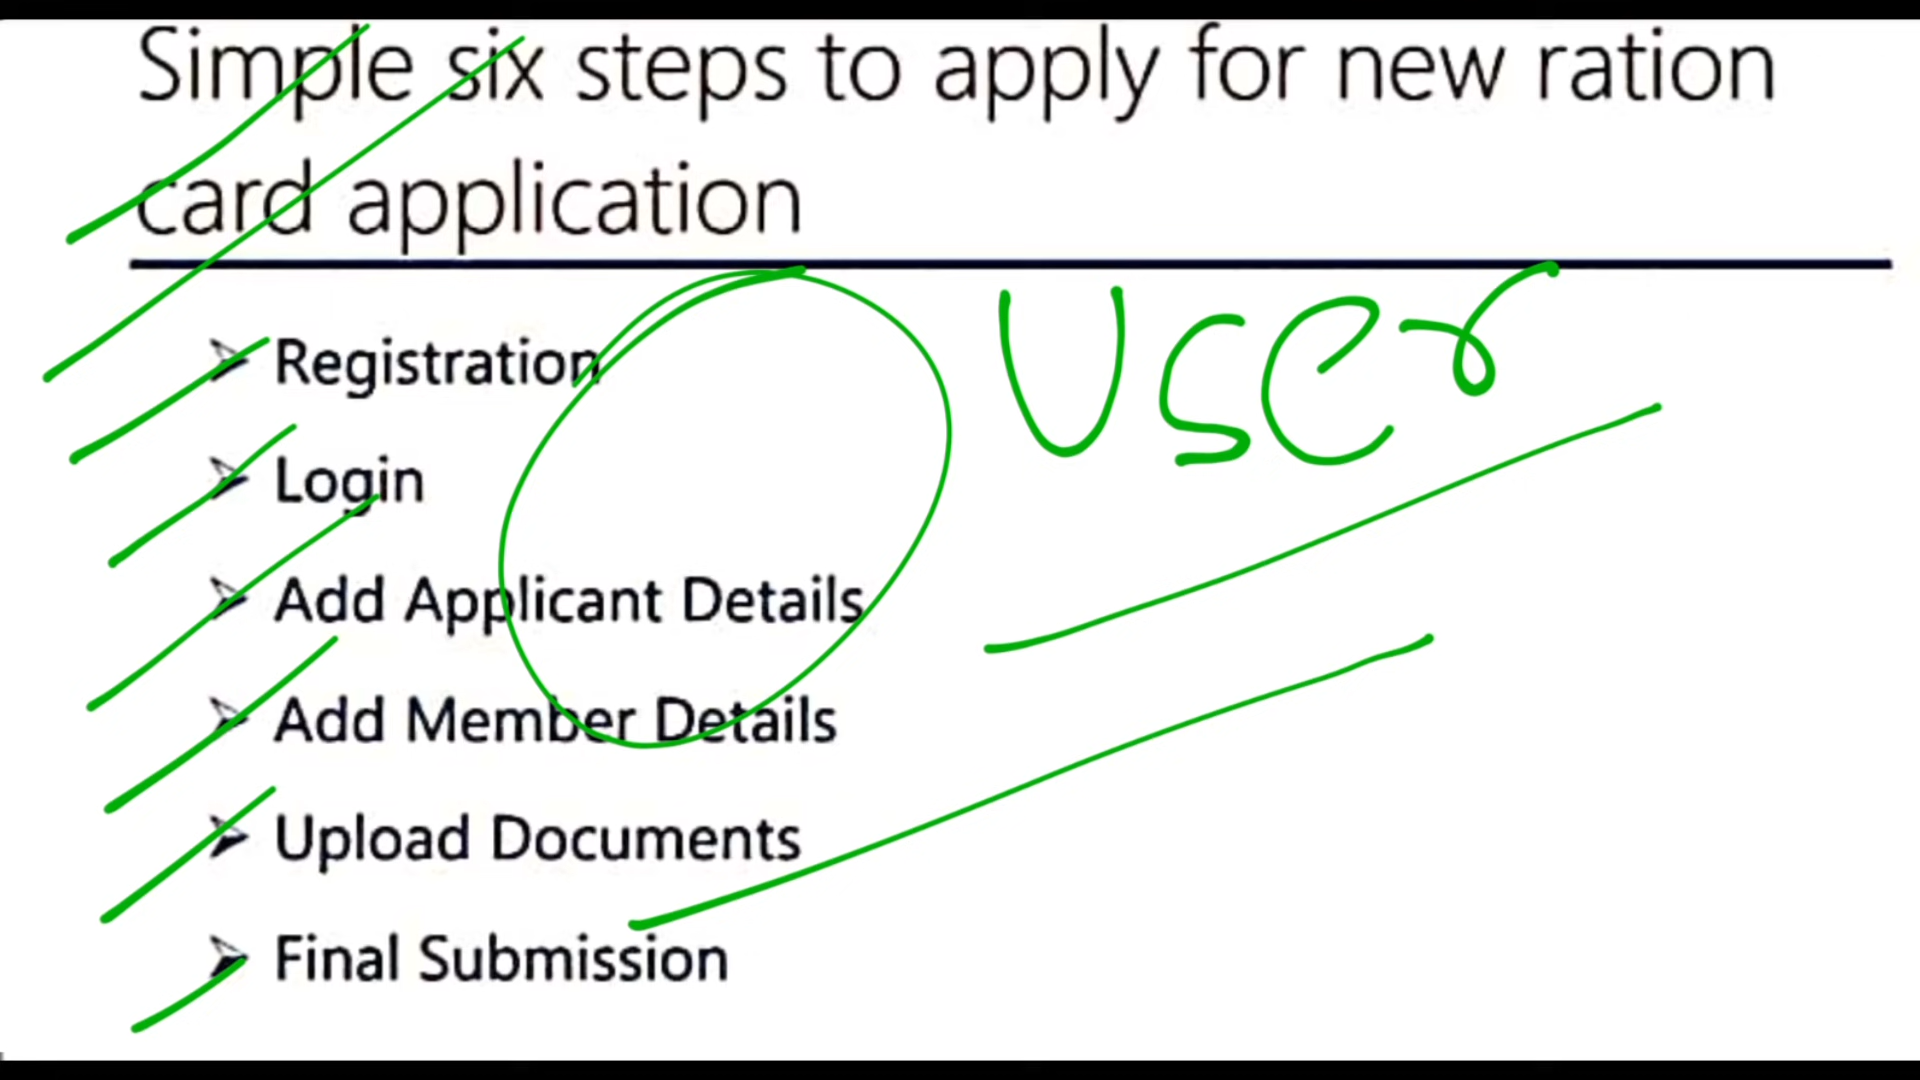 Simple six steps to apply for new ration
card application
Registration
User
Login
Add Applicant Details
Add Member Details
Upload Documents
Final Submission